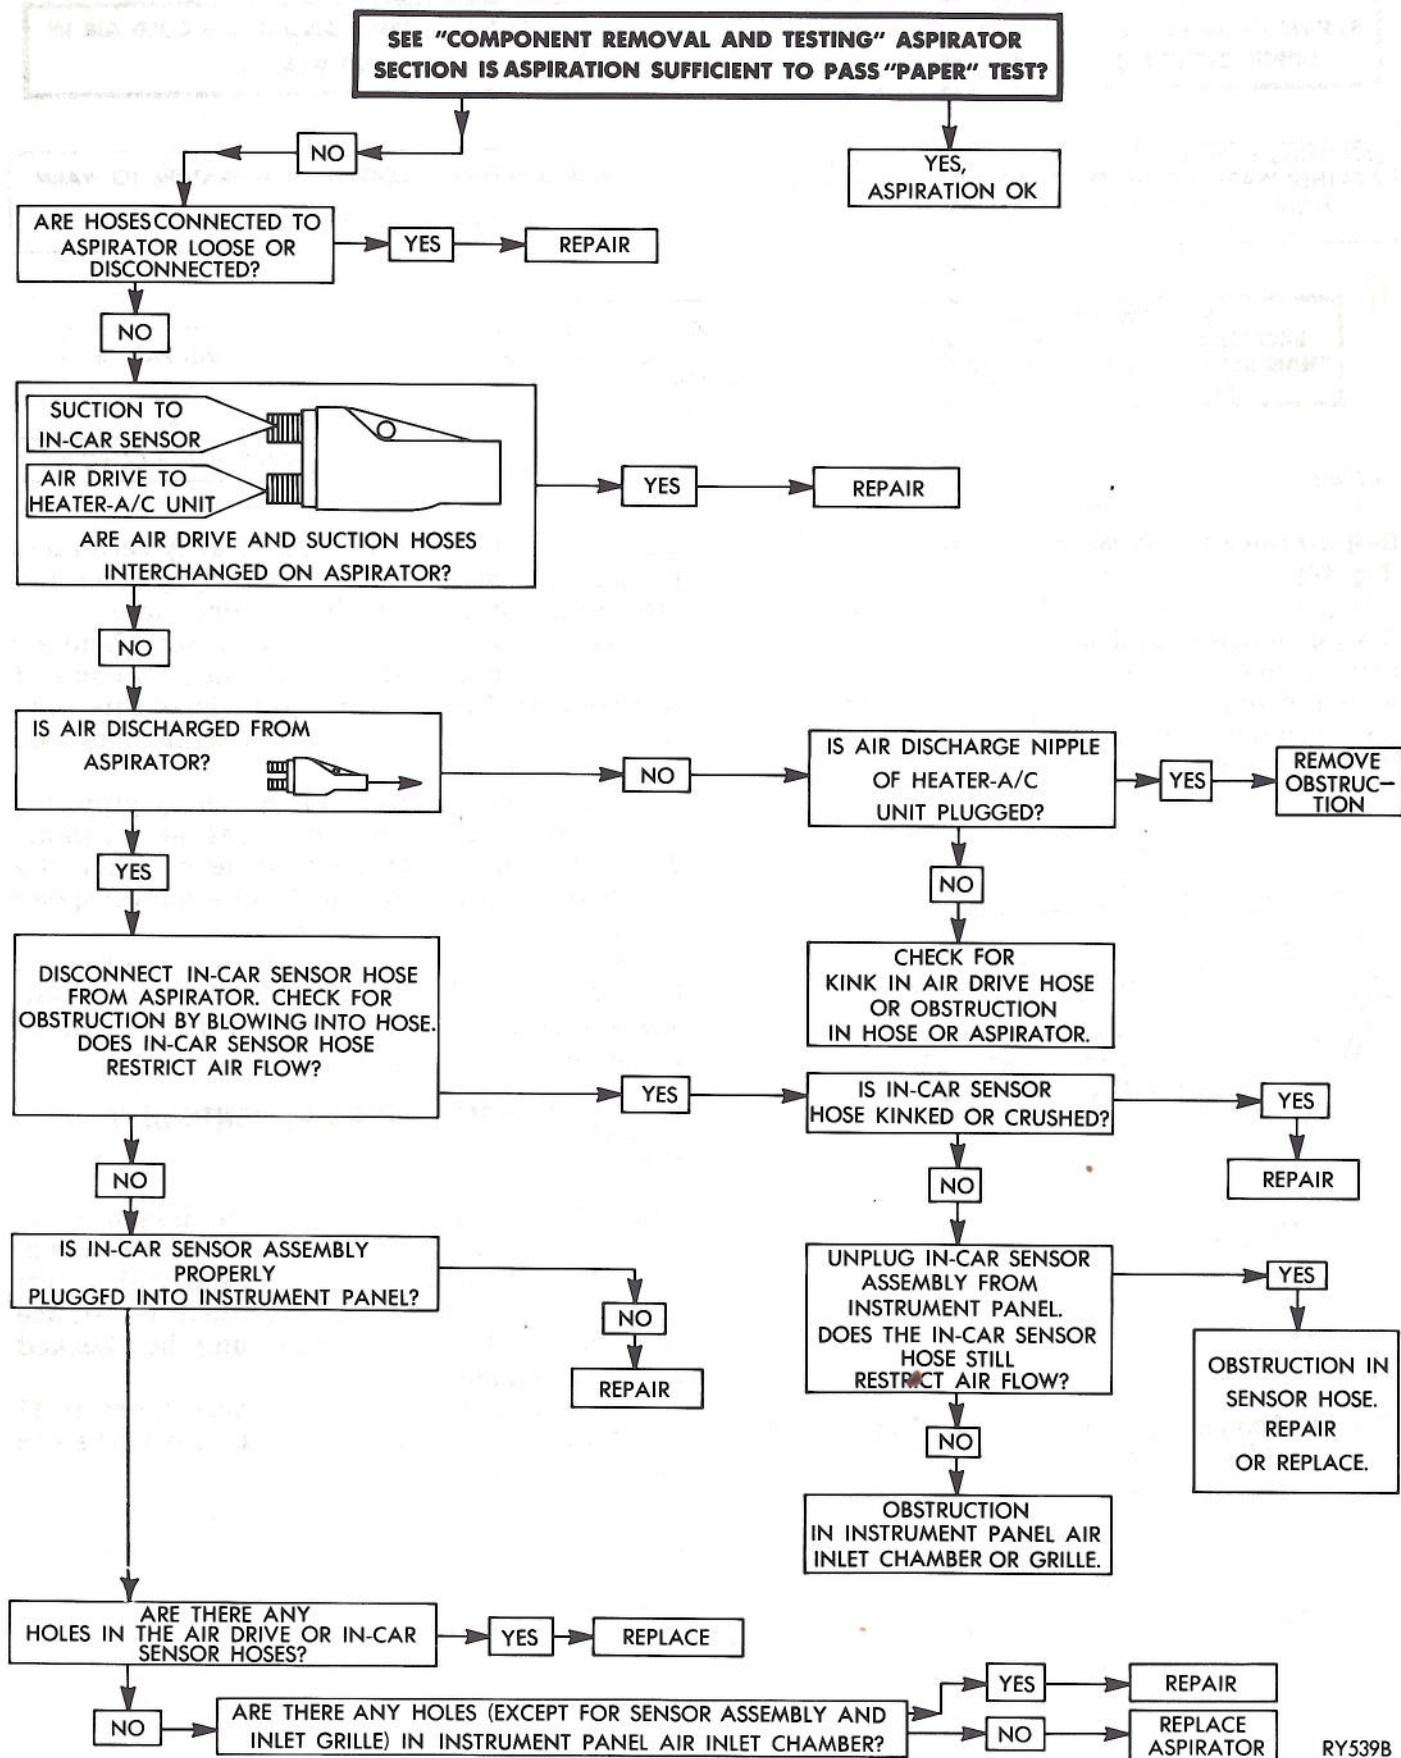 SEE "COMPONENT REMOVAL AND TESTING" ASPIRATOR
SECTION IS ASPIRATION SUFFICIENT TO PASS "PAPER" TEST?
NO
YES,
ASPIRATION OK
ARE HOSES CONNECTED TO
ASPIRATOR LOOSE OR
DISCONNECTED?
YES
REPAIR
NO
SUCTION TO
IN-CAR SENSOR
AIR DRIVE TO
HEATER-A/C UNIT
ARE AIR DRIVE AND SUCTION HOSES
INTERCHANGED ON ASPIRATOR?
YES
REPAIR
NO
IS AIR DISCHARGED FROM
ASPIRATOR?
NO
IS AIR DISCHARGE NIPPLE
OF HEATER-A/C
UNIT PLUGGED?
YES
REMOVE
OBSTRUC-
TION
YES
NO
CHECK FOR
KINK IN AIR DRIVE HOSE
OR OBSTRUCTION
IN HOSE OR ASPIRATOR.
DISCONNECT IN-CAR SENSOR HOSE
FROM ASPIRATOR. CHECK FOR
OBSTRUCTION BY BLOWING INTO HOSE.
DOES IN-CAR SENSOR HOSE
RESTRICT AIR FLOW?
YES
IS IN-CAR SENSOR
HOSE KINKED OR CRUSHED?
YES
REPAIR
NO
NO
IS IN-CAR SENSOR ASSEMBLY
PROPERLY
PLUGGED INTO INSTRUMENT PANEL?
NO
REPAIR
UNPLUG IN-CAR SENSOR
ASSEMBLY FROM
INSTRUMENT PANEL.
DOES THE IN-CAR SENSOR
HOSE STILL
RESTRICT AIR FLOW?
YES
OBSTRUCTION IN
SENSOR HOSE.
REPAIR
OR REPLACE.
NO
OBSTRUCTION
IN INSTRUMENT PANEL AIR
INLET CHAMBER OR GRILLE.
ARE THERE ANY
HOLES IN THE AIR DRIVE OR IN-CAR
SENSOR HOSES?
YES
REPLACE
NO
ARE THERE ANY HOLES (EXCEPT FOR SENSOR ASSEMBLY AND
INLET GRILLE) IN INSTRUMENT PANEL AIR INLET CHAMBER?
YES
REPAIR
NO
REPLACE
ASPIRATOR
RY539B